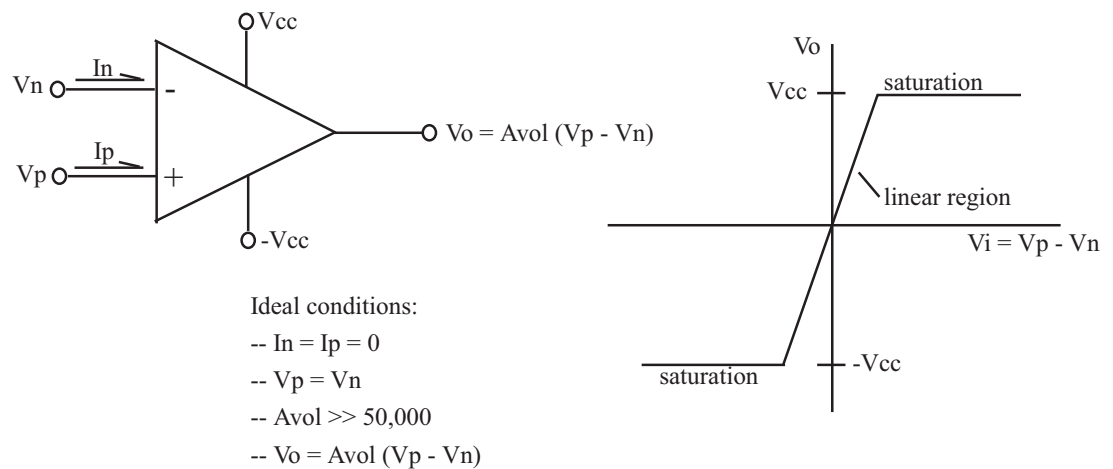 Vcc
In
Vn
-
Ip
Vp
+
Vo = Avol (Vp - Vn)
-Vcc
Ideal conditions:
-- In = Ip = 0
-- Vp = Vn
-- Avol >> 50,000
-- Vo = Avol (Vp - Vn)
Vo
Vcc
saturation
linear region
Vi = Vp - Vn
-Vcc
saturation